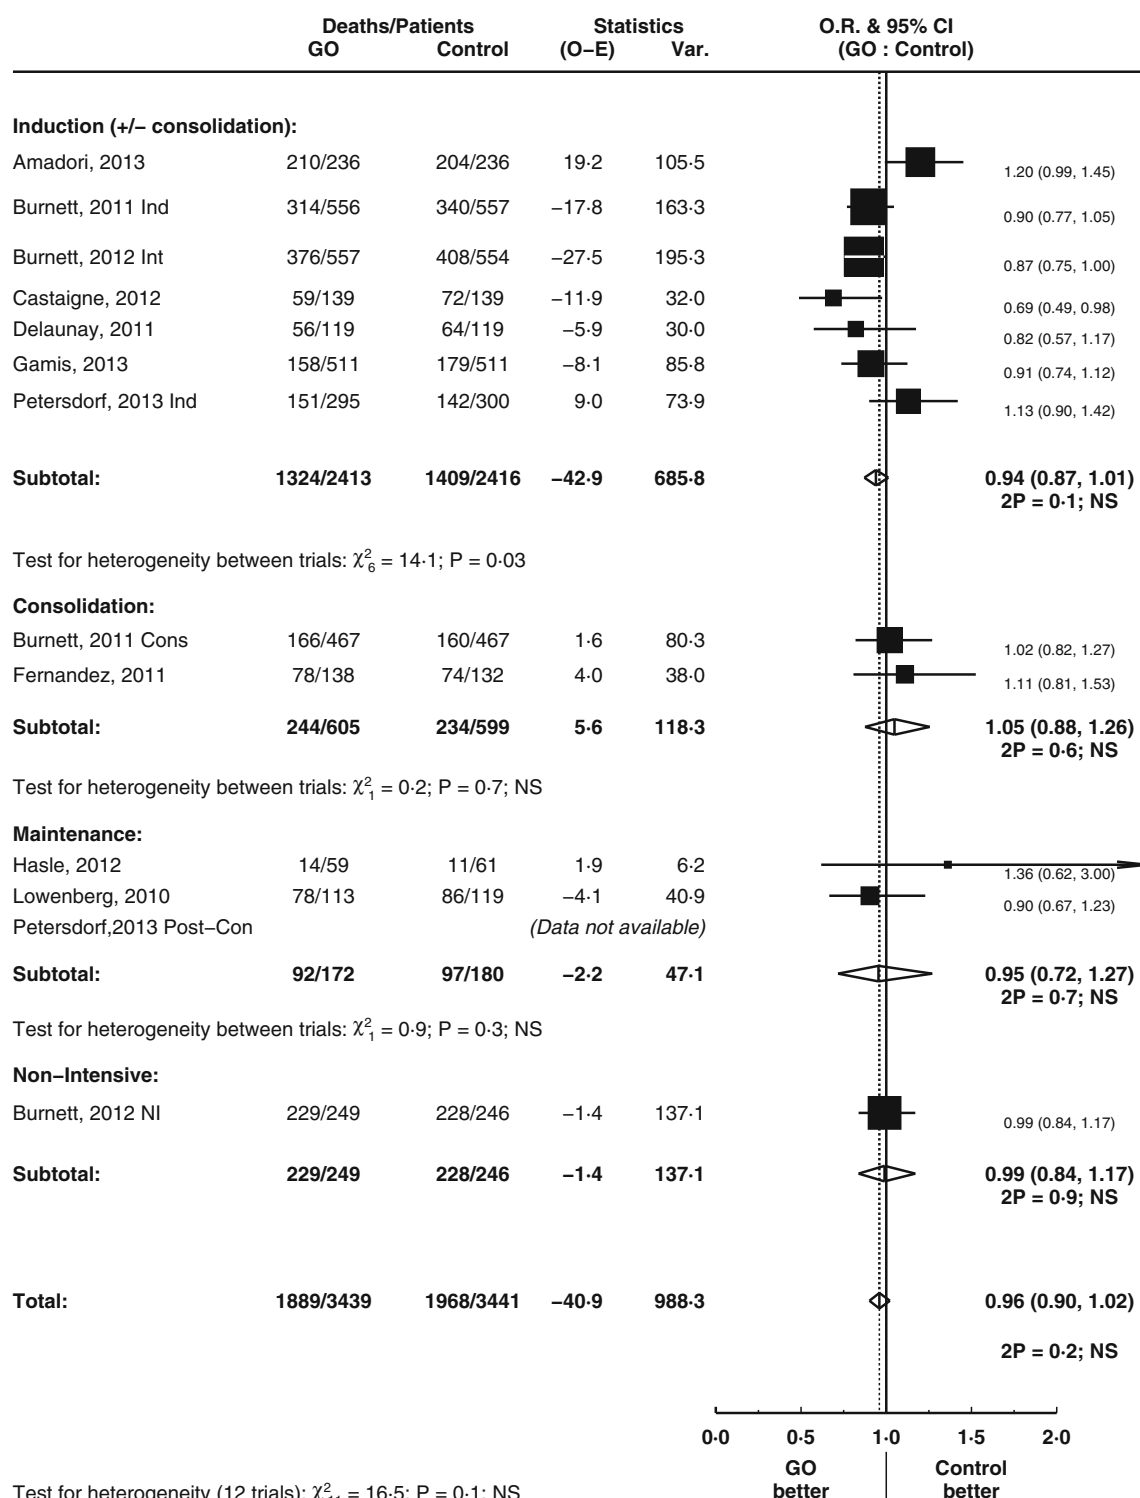 Deaths/Patients Statistics O.R. & 95% CI
GO Control (O–E) Var. (GO : Control)
Induction (+/– consolidation):
Amadori, 2013 210/236 204/236 19·2 105·5 1.20 (0.99, 1.45)
Burnett, 2011 Ind 314/556 340/557 –17·8 163·3 0.90 (0.77, 1.05)
Burnett, 2012 Int 376/557 408/554 –27·5 195·3 0.87 (0.75, 1.00)
Castaigne, 2012 59/139 72/139 –11·9 32·0 0.69 (0.49, 0.98)
Delaunay, 2011 56/119 64/119 –5·9 30·0 0.82 (0.57, 1.17)
Gamis, 2013 158/511 179/511 –8·1 85·8 0.91 (0.74, 1.12)
Petersdorf, 2013 Ind 151/295 142/300 9·0 73·9 1.13 (0.90, 1.42)
Subtotal: 1324/2413 1409/2416 –42·9 685·8 0.94 (0.87, 1.01)
2P = 0·1; NS
Test for heterogeneity between trials: χ²₆ = 14·1; P = 0·03
Consolidation:
Burnett, 2011 Cons 166/467 160/467 1·6 80·3 1.02 (0.82, 1.27)
Fernandez, 2011 78/138 74/132 4·0 38·0 1.11 (0.81, 1.53)
Subtotal: 244/605 234/599 5·6 118·3 1.05 (0.88, 1.26)
2P = 0·6; NS
Test for heterogeneity between trials: χ²₁ = 0·2; P = 0·7; NS
Maintenance:
Hasle, 2012 14/59 11/61 1·9 6·2 1.36 (0.62, 3.00)
Lowenberg, 2010 78/113 86/119 –4·1 40·9 0.90 (0.67, 1.23)
Petersdorf,2013 Post–Con (Data not available)
Subtotal: 92/172 97/180 –2·2 47·1 0.95 (0.72, 1.27)
2P = 0·7; NS
Test for heterogeneity between trials: χ²₁ = 0·9; P = 0·3; NS
Non–Intensive:
Burnett, 2012 NI 229/249 228/246 –1·4 137·1 0.99 (0.84, 1.17)
Subtotal: 229/249 228/246 –1·4 137·1 0.99 (0.84, 1.17)
2P = 0·9; NS
Total: 1889/3439 1968/3441 –40·9 988·3 0.96 (0.90, 1.02)
2P = 0·2; NS
0·0 0·5 1·0 1·5 2·0
GO Control
better better
Test for heterogeneity (12 trials): χ² = 16·5; P = 0·1; NS